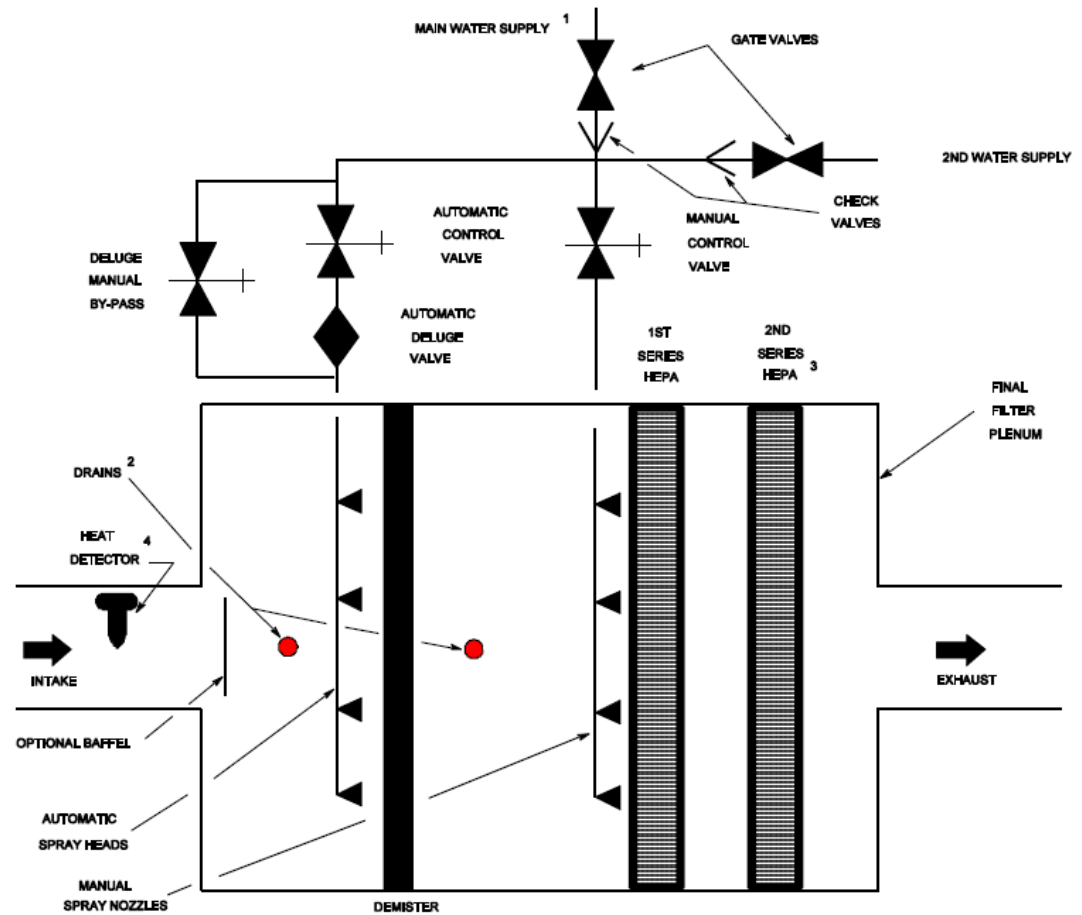 MAIN WATER SUPPLY 1
GATE VALVES
2ND WATER SUPPLY
CHECK
VALVES
AUTOMATIC
CONTROL
VALVE
MANUAL
CONTROL
VALVE
DELUGE
MANUAL
BY-PASS
AUTOMATIC
DELUGE
VALVE
1ST
SERIES
HEPA
2ND
SERIES
HEPA 3
FINAL
FILTER
PLENUM
DRAINS 2
HEAT
DETECTOR 4
INTAKE
EXHAUST
OPTIONAL BAFFEL
AUTOMATIC
SPRAY HEADS
MANUAL
SPRAY NOZZLES
DEMISTER